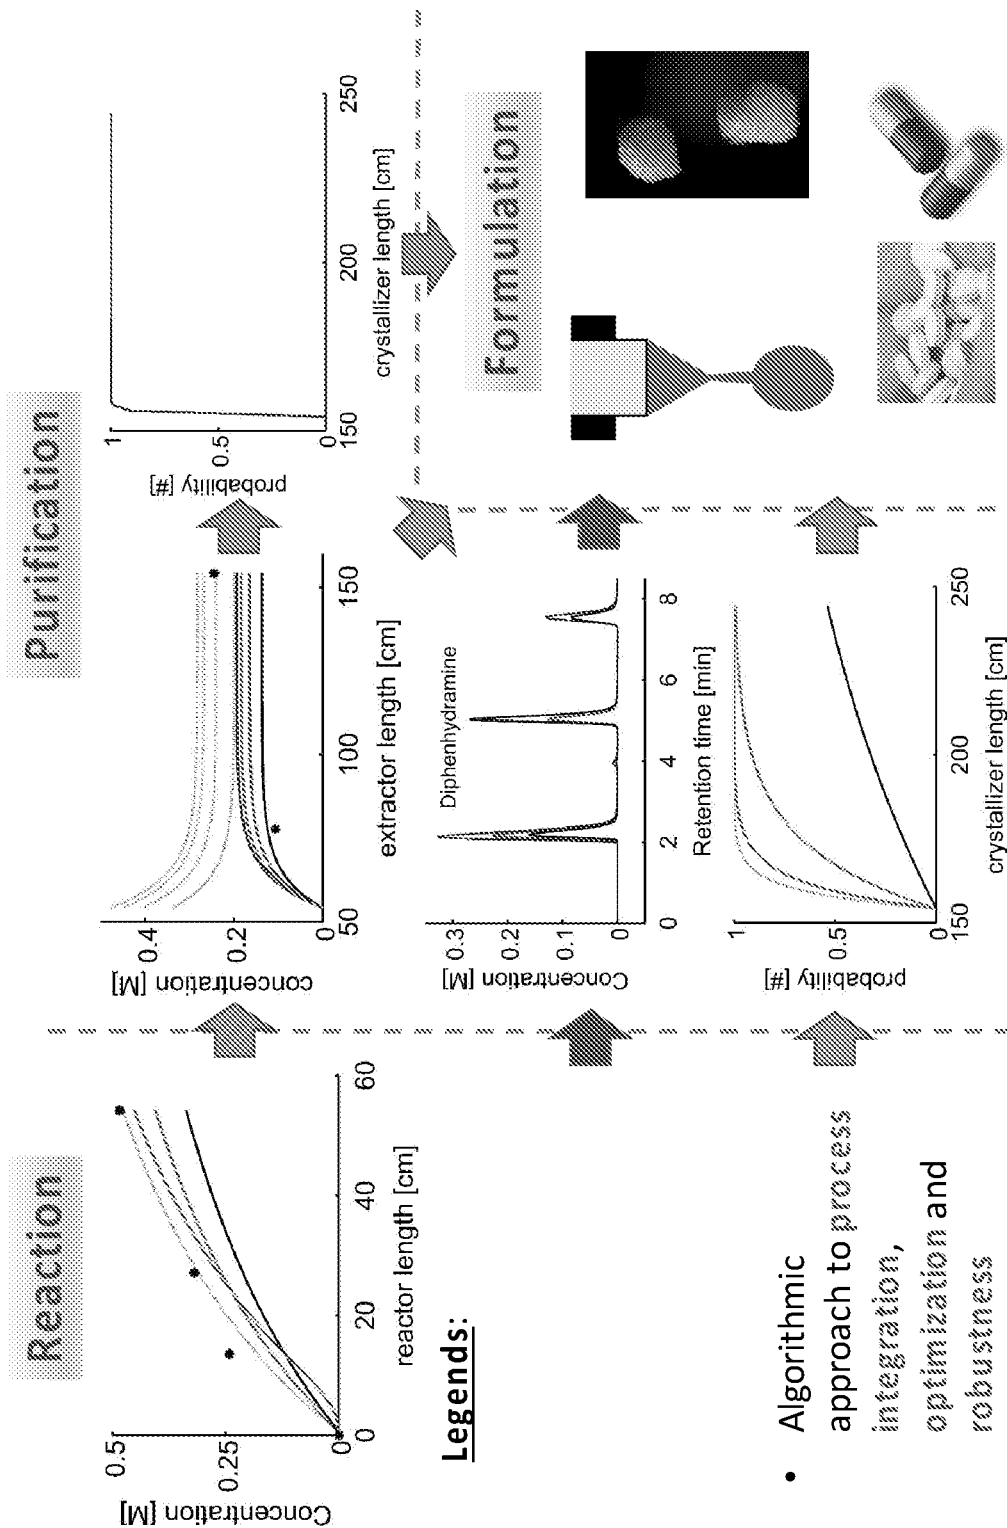 Reaction
Purification
Concentration [M]
0.5
0.25
0
0
20
40
60
reactor length [cm]
concentration [M]
0.4
0.2
0
50
100
150
extractor length [cm]
probability [#]
1
0.5
0
150
200
250
crystallizer length [cm]
Legends:
Concentration [M]
0.3
0.2
0.1
0
Diphenhydramine
0
2
4
6
8
Retention time [min]
Formulation
• Algorithmic
approach to process
integration,
optimization and
robustness
probability [#]
1
0.5
0
150
200
250
crystallizer length [cm]